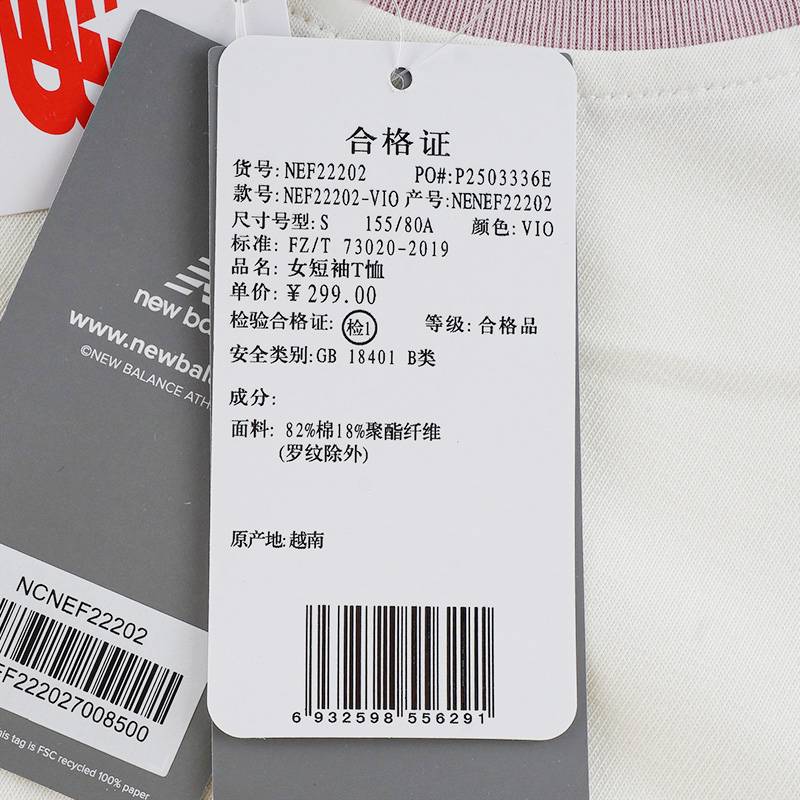 合格证
货号: NEF22202 PO#:P2503336E
款号: NEF22202-VIO 产号: NENEF22202
尺寸号型: S 155/80A 颜色: VIO
标准: FZ/T 73020-2019
品名: 女短袖T恤
单价: ¥ 299.00
检验合格证: 检1 等级: 合格品
安全类别: GB 18401 B类
成分:
面料: 82%棉18%聚酯纤维
(罗纹除外)
原产地: 越南
6 932598 556291
new ba
www.newbal
©NEW BALANCE ATH
NCNEF22202
EF222027008500
his tag is FSC recycled 100% paper